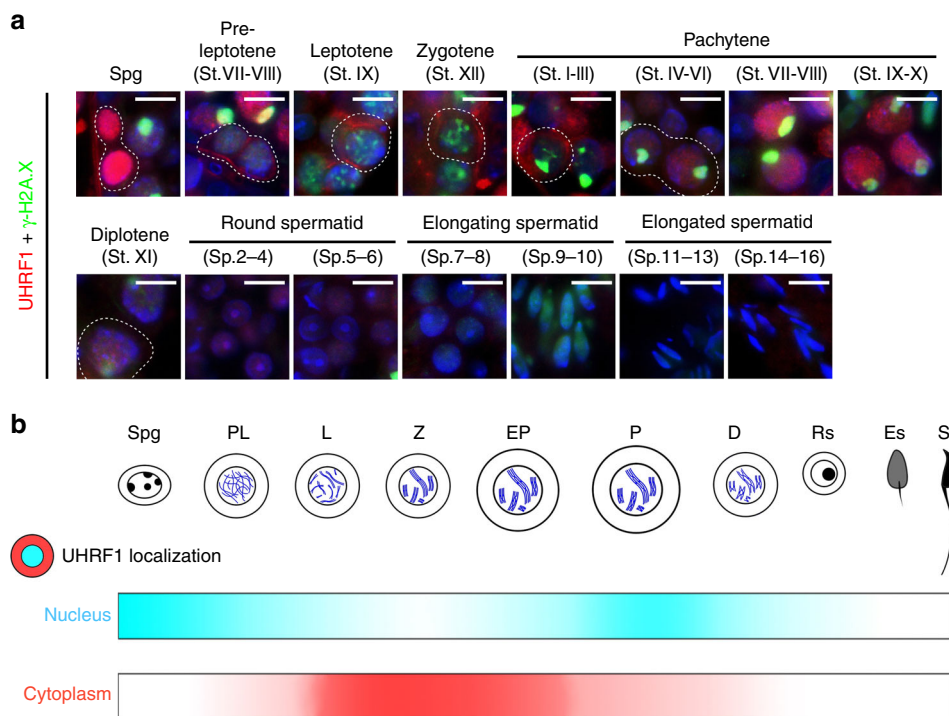 a
Spg
Pre-
leptotene
(St.VII-VIII)
Leptotene
(St. IX)
Zygotene
(St. XII)
Pachytene
(St. I-III)
(St. IV-VI)
(St. VII-VIII)
(St. IX-X)
UHRF1 + γ-H2A.X
Diplotene
(St. XI)
Round spermatid
(Sp.2–4)
(Sp.5–6)
Elongating spermatid
(Sp.7–8)
(Sp.9–10)
Elongated spermatid
(Sp.11–13)
(Sp.14–16)
b
Spg PL L Z EP P D Rs Es S
UHRF1 localization
Nucleus
Cytoplasm